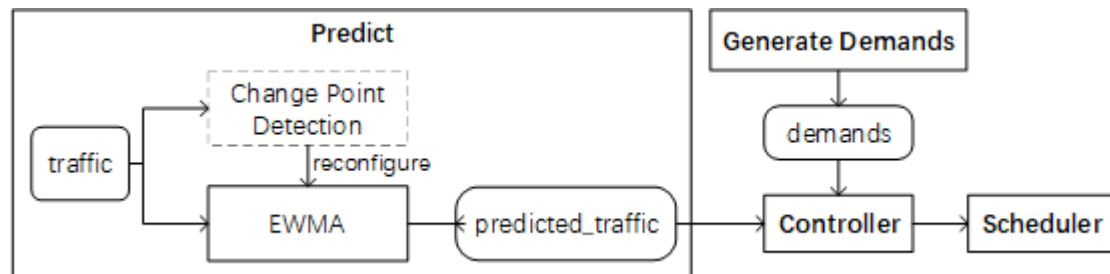 Predict
Generate Demands
Change Point
Detection
demands
traffic
reconfigure
EWMA
predicted_traffic
Controller
Scheduler